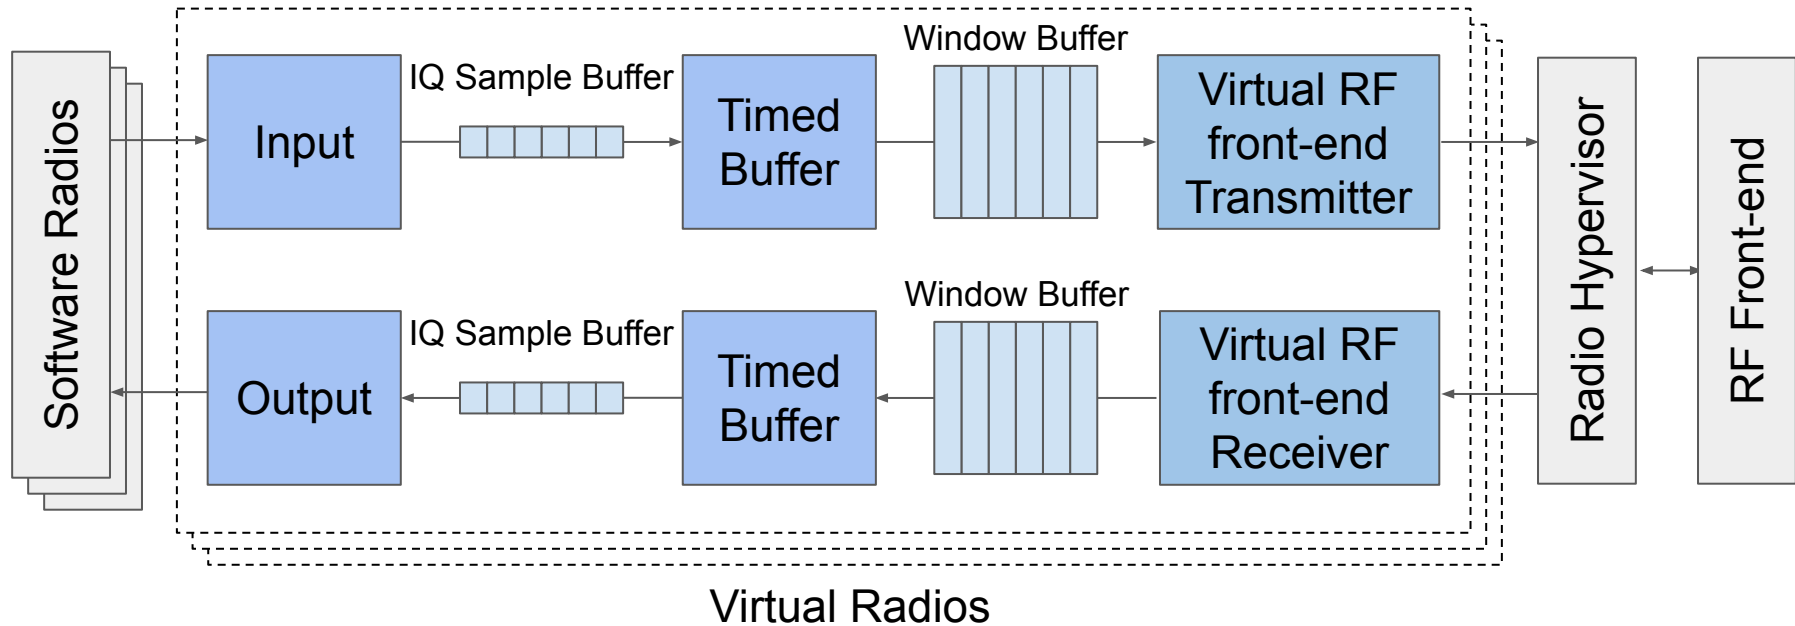 Software Radios
Input
IQ Sample Buffer
Timed
Buffer
Window Buffer
Virtual RF
front-end
Transmitter
Output
IQ Sample Buffer
Timed
Buffer
Window Buffer
Virtual RF
front-end
Receiver
Radio Hypervisor
RF Front-end
Virtual Radios